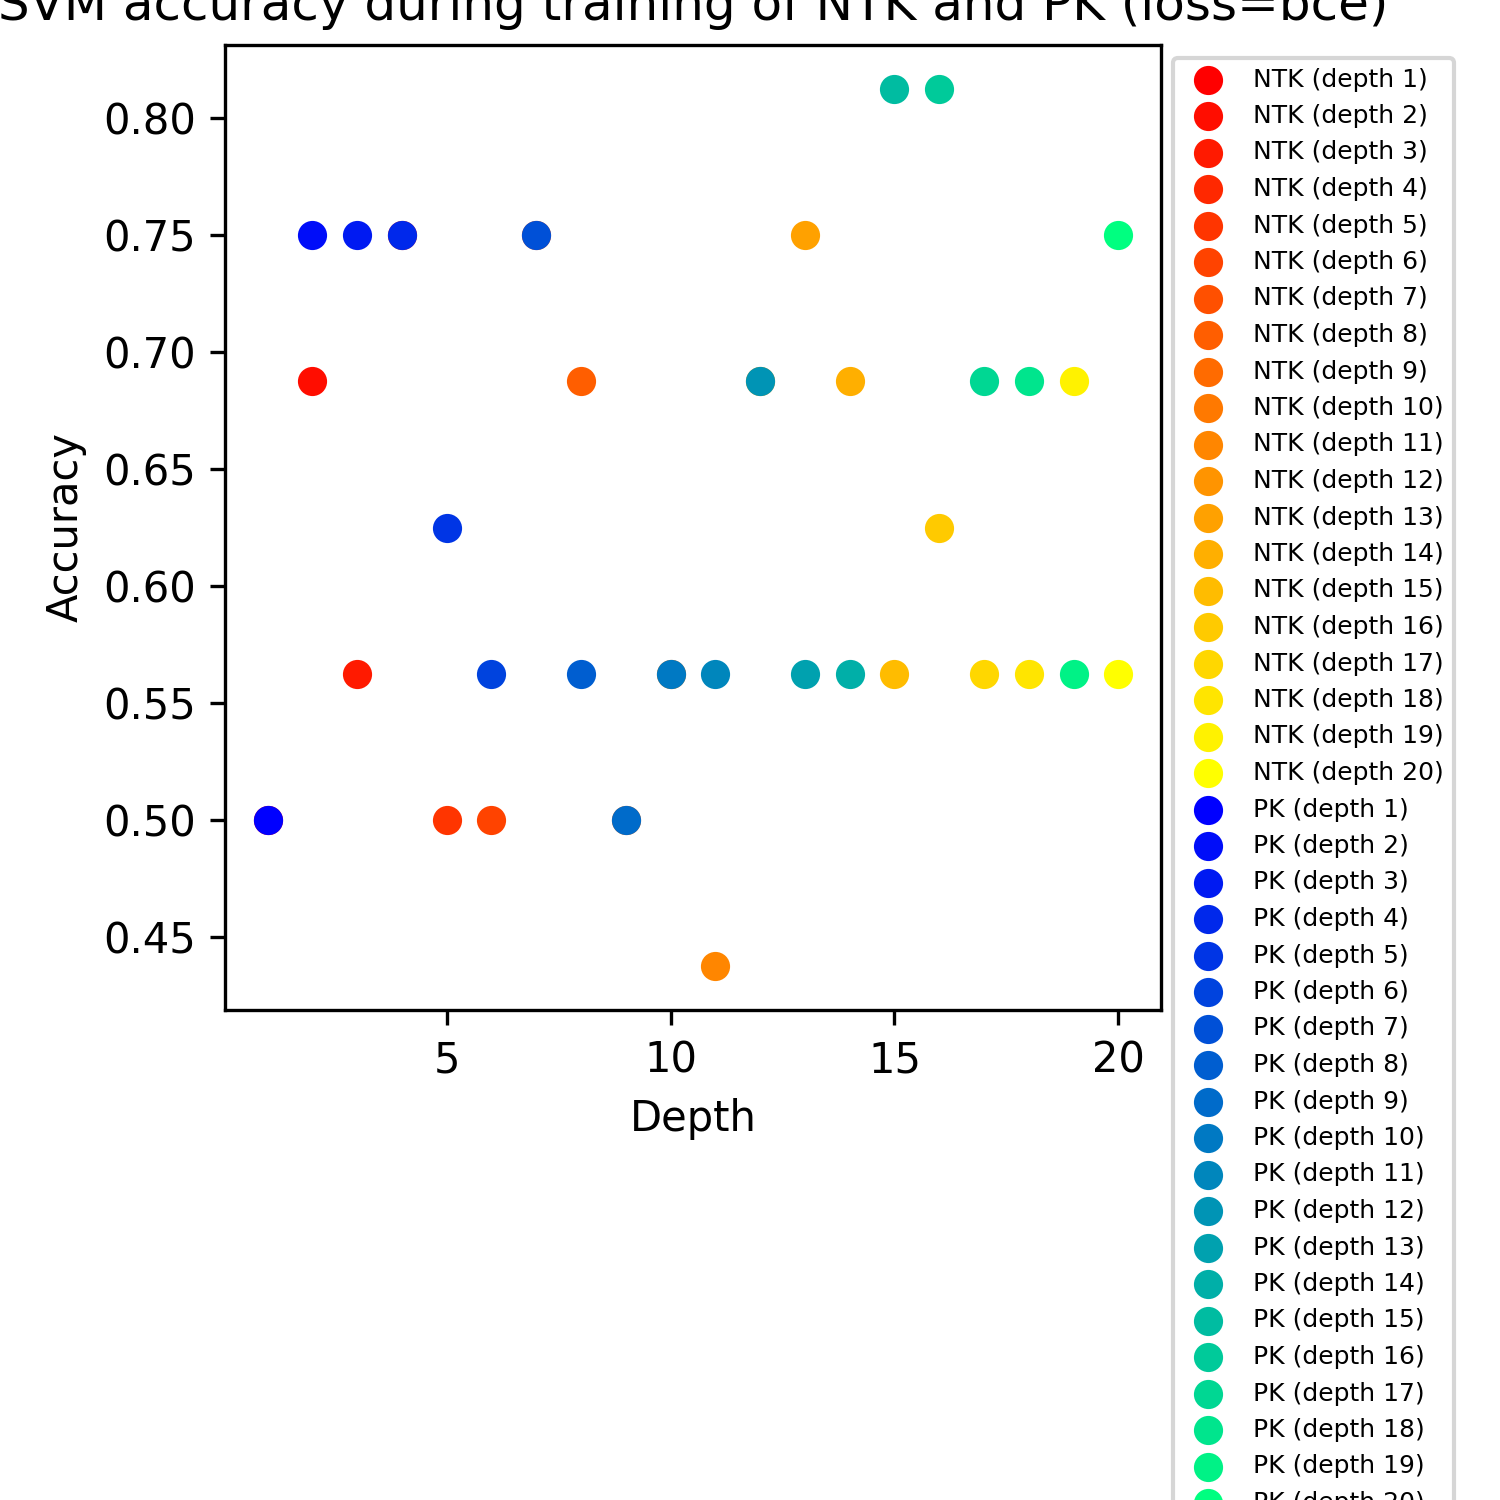 SVM accuracy during training of NTK and PK (loss=bce)
0.80
0.75
0.70
0.65
0.60
0.55
0.50
0.45
Accuracy
5 10 15 20
Depth
NTK (depth 1)
NTK (depth 2)
NTK (depth 3)
NTK (depth 4)
NTK (depth 5)
NTK (depth 6)
NTK (depth 7)
NTK (depth 8)
NTK (depth 9)
NTK (depth 10)
NTK (depth 11)
NTK (depth 12)
NTK (depth 13)
NTK (depth 14)
NTK (depth 15)
NTK (depth 16)
NTK (depth 17)
NTK (depth 18)
NTK (depth 19)
NTK (depth 20)
PK (depth 1)
PK (depth 2)
PK (depth 3)
PK (depth 4)
PK (depth 5)
PK (depth 6)
PK (depth 7)
PK (depth 8)
PK (depth 9)
PK (depth 10)
PK (depth 11)
PK (depth 12)
PK (depth 13)
PK (depth 14)
PK (depth 15)
PK (depth 16)
PK (depth 17)
PK (depth 18)
PK (depth 19)
PK (depth 20)